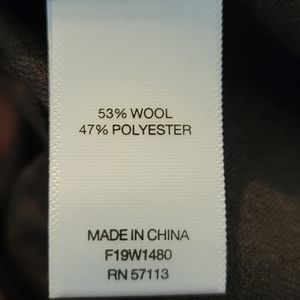 53% WOOL
47% POLYESTER
MADE IN CHINA
F19W1480
RN 57113